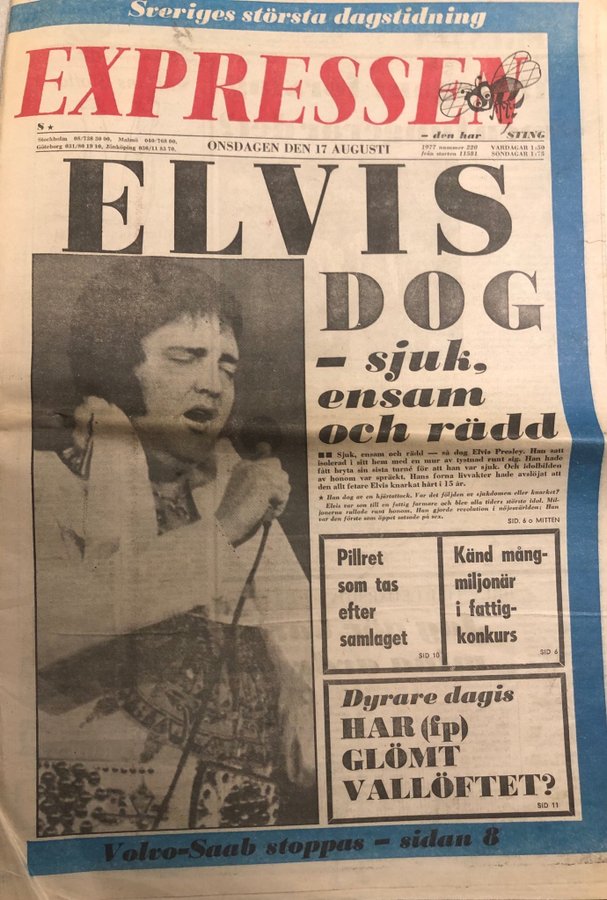 Sveriges största dagstidning
EXPRESSEN
S ★
Stockholm 08/738 30 00, Malmö 040/768 00,
Göteborg 031/80 19 10, Jönköping 036/11 83 70.
ONSDAGEN DEN 17 AUGUSTI
– den har STING
1977 nummer 220
från starten 11591
VARDAGAR 1:50
SÖNDAGAR 1:75
ELVIS
DOG
– sjuk,
ensam
och rädd
■■ Sjuk, ensam och rädd — så dog Elvis Presley. Han satt
isolerad i sitt hem med en mur av tystnad runt sig. Han hade
fått bryta sin sista turné för att han var sjuk. Och idolbilden
av honom var spräckt. Hans forna livvakter hade avslöjat att
den allt fetare Elvis knarkat hårt i 15 år.
★ Han dog av en hjärtattack. Var det följden av sjukdomen eller knarket?
Elvis var son till en fattig farmare och blev alla tiders störste idol. Mil-
jonerna rullade runt honom. Han gjorde revolution i nöjesvärlden: Han
var den förste som öppet satsade på sex.
SID. 6 o MITTEN
Pillret
som tas
efter
samlaget
SID 10
Känd mång-
miljonär
i fattig-
konkurs
SID 6
Dyrare dagis
HAR (fp)
GLÖMT
VALLÖFTET?
SID 11
Volvo-Saab stoppas – sidan 8